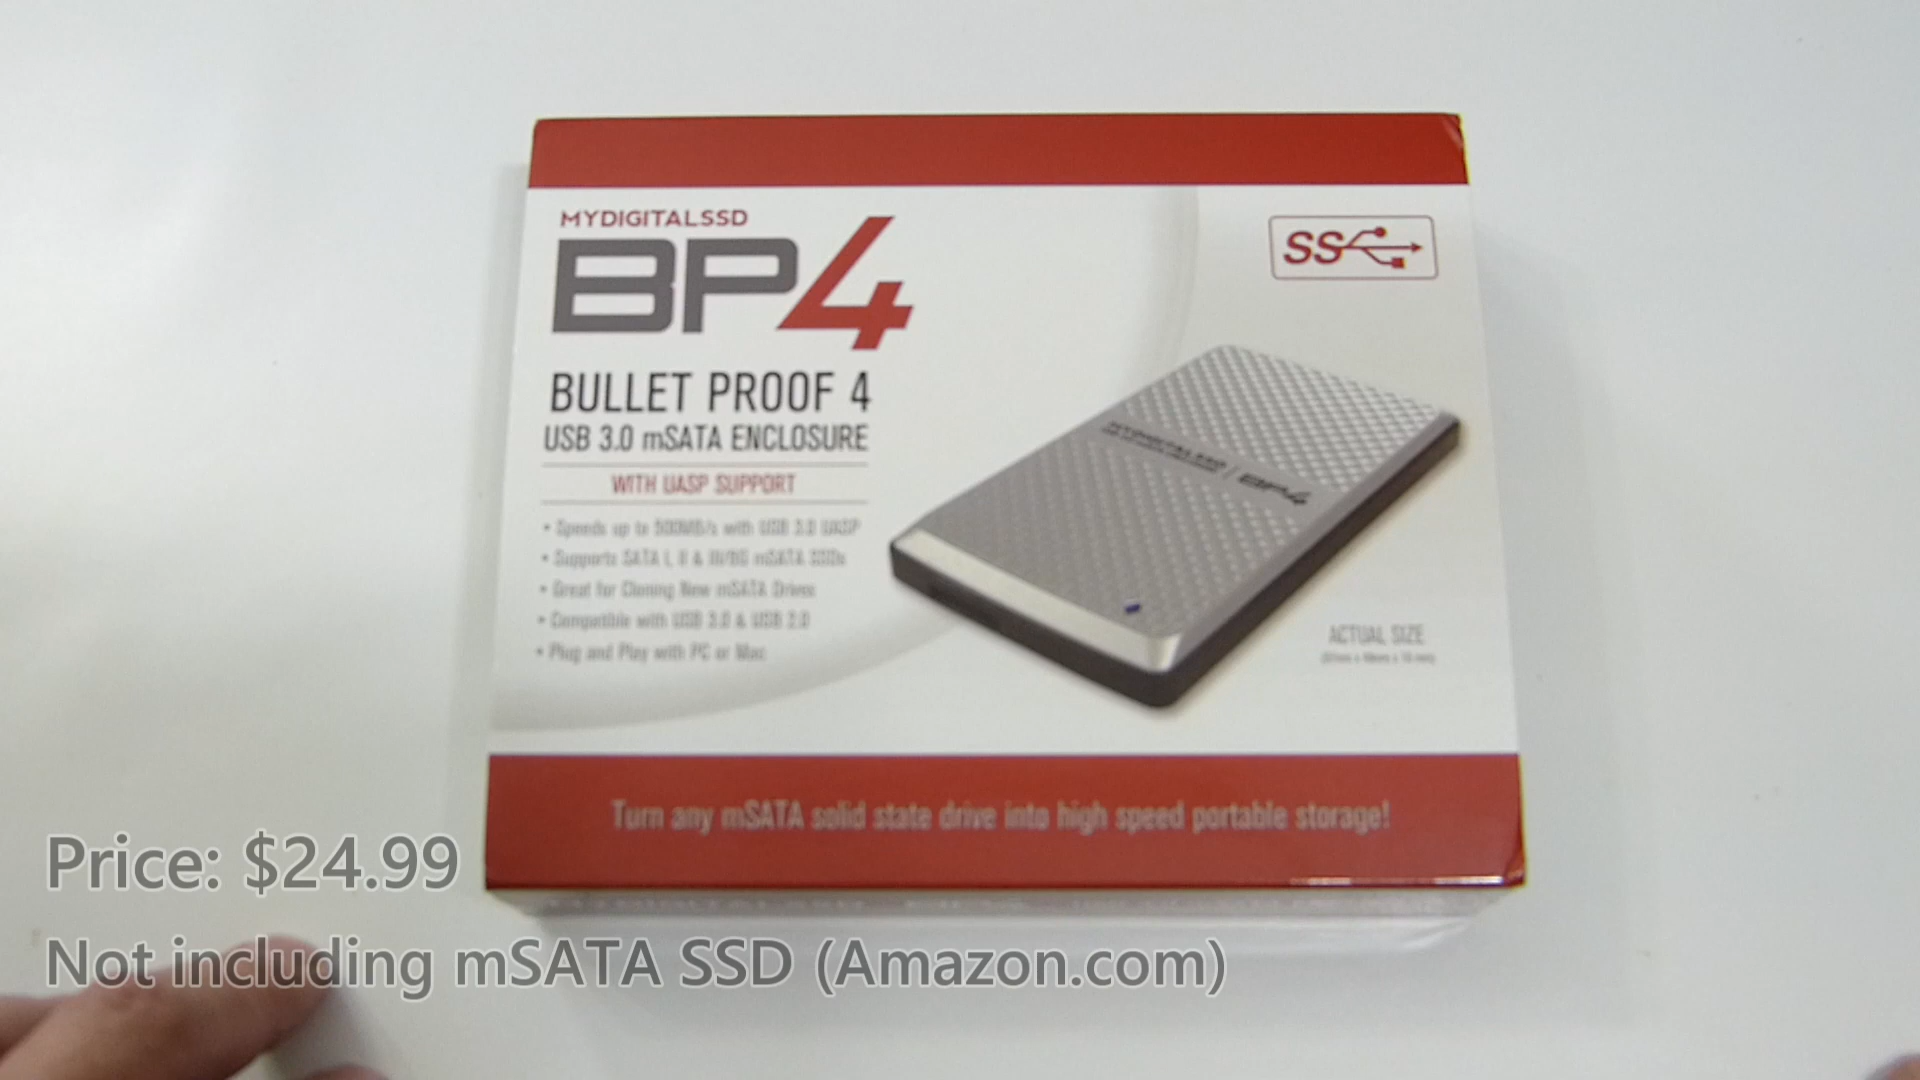 MYDIGITALSSD
BP4
BULLET PROOF 4
USB 3.0 mSATA ENCLOSURE
WITH UASP SUPPORT
• Speeds up to 500MB/s with USB 3.0 UASP
• Supports SATA I, II & III/6G mSATA SSDs
• Great for Cloning New mSATA Drives
• Compatible with USB 3.0 & USB 2.0
• Plug and Play with PC or Mac
SS
MYDIGITALSSD | BP4
ACTUAL SIZE
Turn any mSATA solid state drive into high speed portable storage!
Price: $24.99
Not including mSATA SSD (Amazon.com)